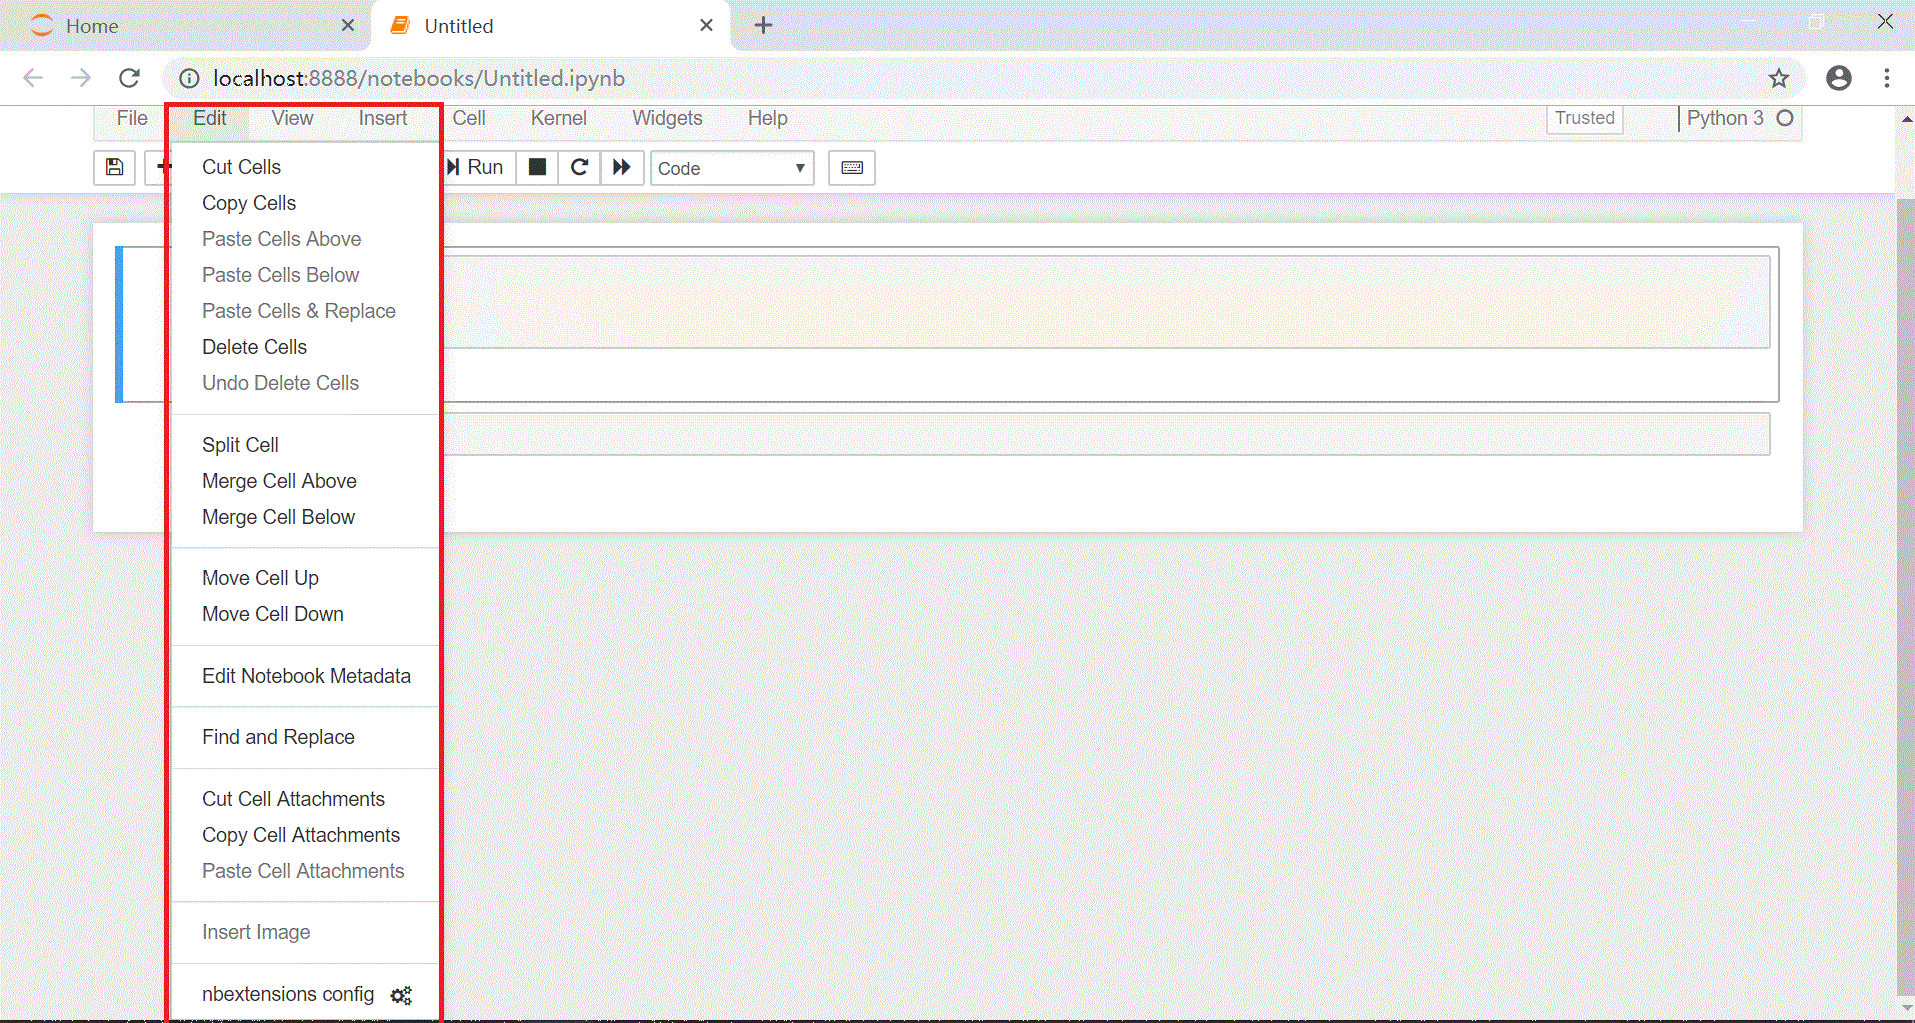 Home
Untitled
localhost:8888/notebooks/Untitled.ipynb
File Edit View Insert Cell Kernel Widgets Help Trusted Python 3
Run Code
Cut Cells
Copy Cells
Paste Cells Above
Paste Cells Below
Paste Cells & Replace
Delete Cells
Undo Delete Cells
Split Cell
Merge Cell Above
Merge Cell Below
Move Cell Up
Move Cell Down
Edit Notebook Metadata
Find and Replace
Cut Cell Attachments
Copy Cell Attachments
Paste Cell Attachments
Insert Image
nbextensions config